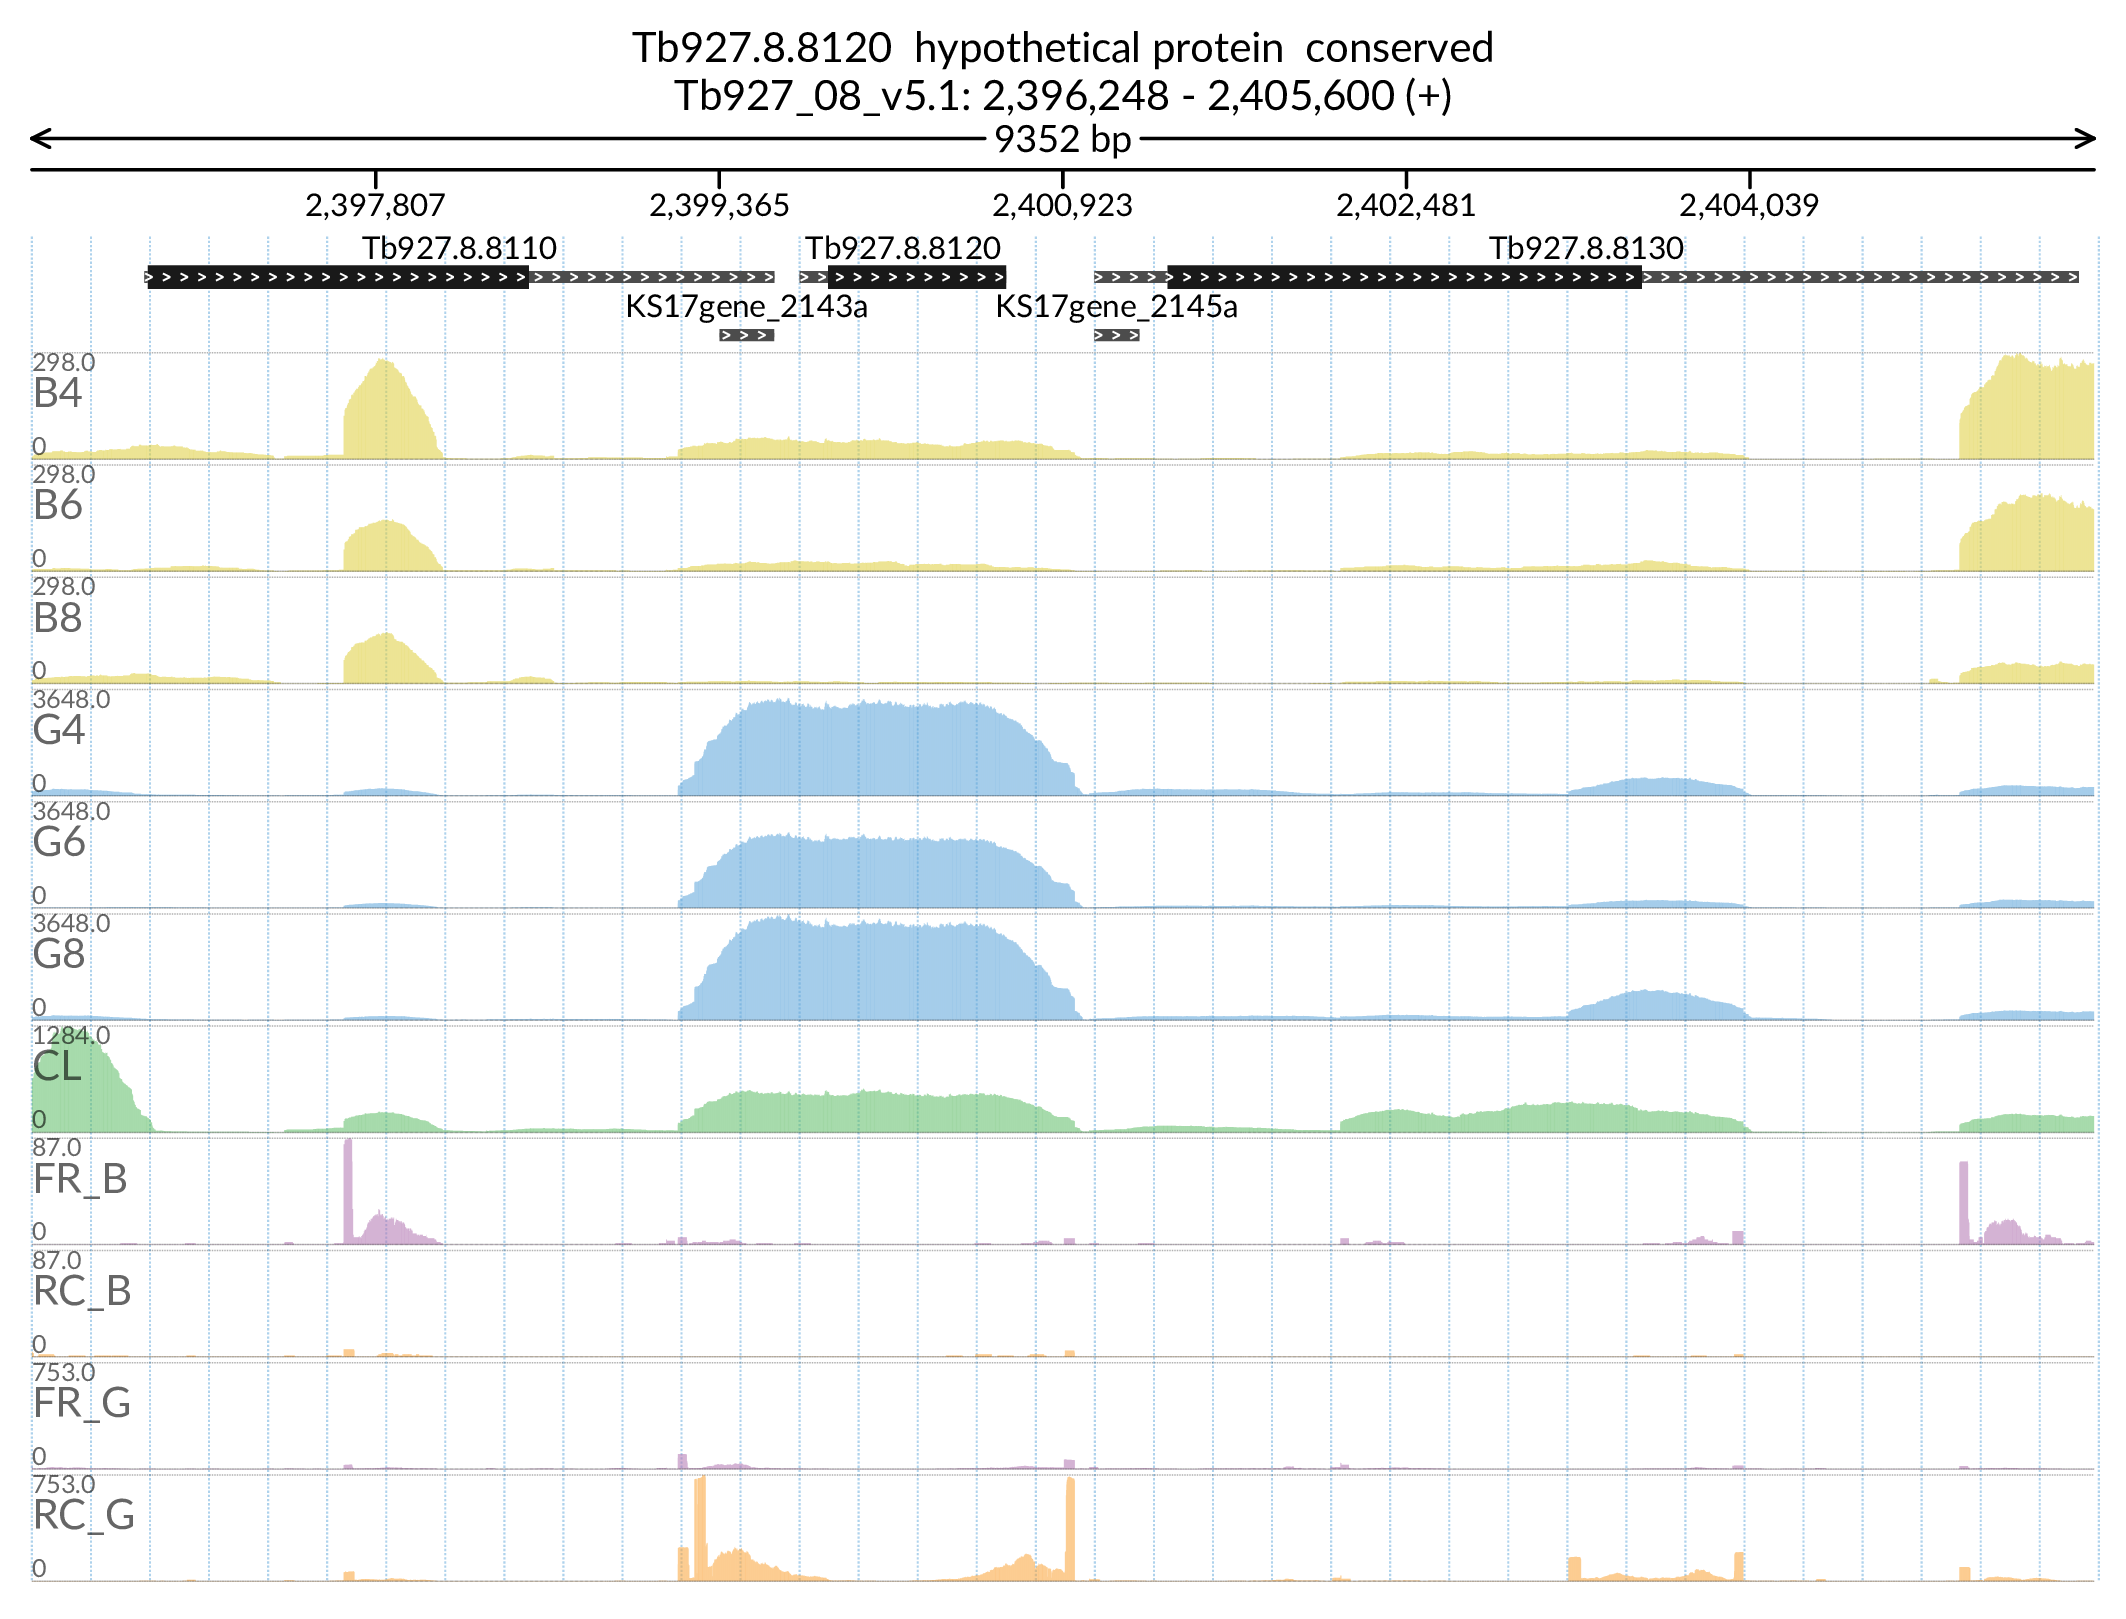 Tb927.8.8120  hypothetical protein  conserved
Tb927_08_v5.1: 2,396,248 - 2,405,600 (+)
9352 bp
2,397,807 2,399,365 2,400,923 2,402,481 2,404,039
Tb927.8.8110 Tb927.8.8120 Tb927.8.8130
KS17gene_2143a KS17gene_2145a
298.0
B4
0
298.0
B6
0
298.0
B8
0
3648.0
G4
0
3648.0
G6
0
3648.0
G8
0
1284.0
CL
0
87.0
FR_B
0
87.0
RC_B
0
753.0
FR_G
0
753.0
RC_G
0